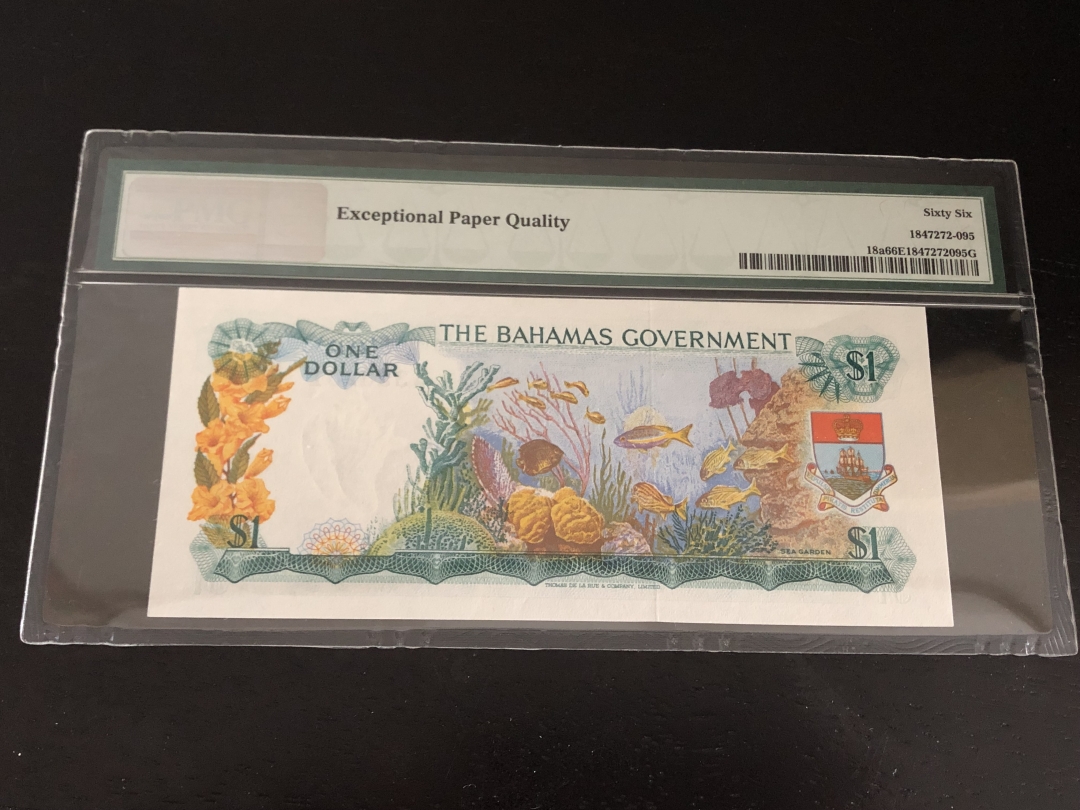 Exceptional Paper Quality
Sixty Six
1847272-095
18a66E1847272095G
THE BAHAMAS GOVERNMENT
ONE
DOLLAR
$1
$1
SEA GARDEN
$1
THOMAS DE LA RUE & COMPANY, LIMITED.